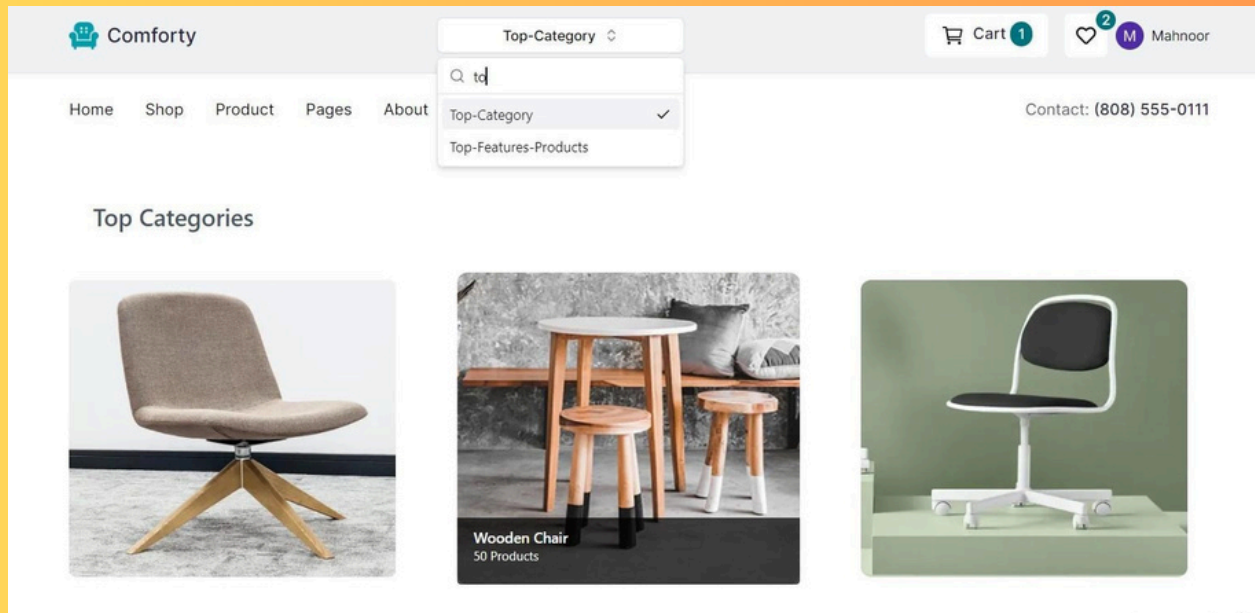 Comforty
Top-Category
Cart 1
2
M Mahnoor
to
Home Shop Product Pages About
Top-Category
Contact: (808) 555-0111
Top-Features-Products
Top Categories
Wooden Chair
50 Products